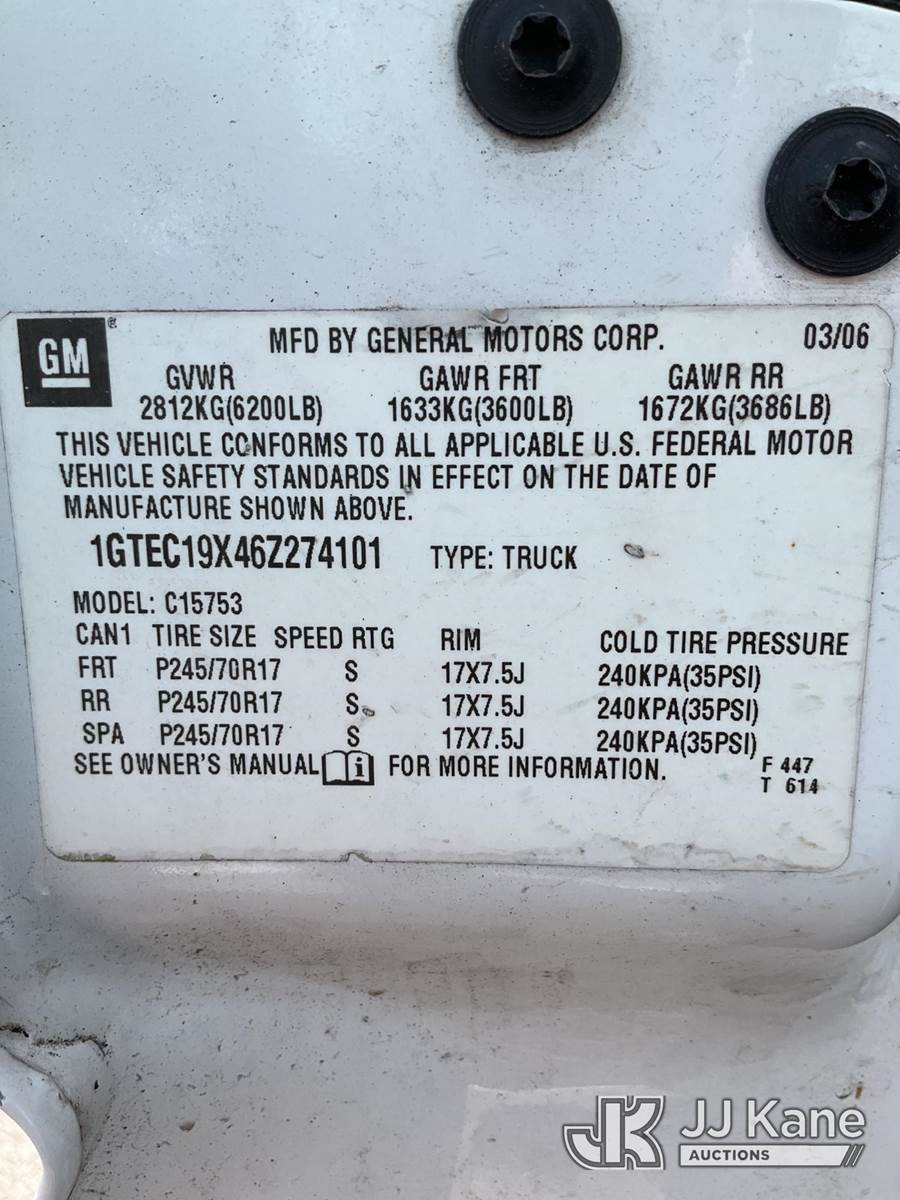 GM ®
MFD BY GENERAL MOTORS CORP. 03/06
GVWR GAWR FRT GAWR RR
2812KG(6200LB) 1633KG(3600LB) 1672KG(3686LB)
THIS VEHICLE CONFORMS TO ALL APPLICABLE U.S. FEDERAL MOTOR
VEHICLE SAFETY STANDARDS IN EFFECT ON THE DATE OF
MANUFACTURE SHOWN ABOVE.
1GTEC19X46Z274101 TYPE: TRUCK
MODEL: C15753
CAN1 TIRE SIZE SPEED RTG RIM COLD TIRE PRESSURE
FRT P245/70R17 S 17X7.5J 240KPA(35PSI)
RR P245/70R17 S 17X7.5J 240KPA(35PSI)
SPA P245/70R17 S 17X7.5J 240KPA(35PSI)
SEE OWNER'S MANUAL i FOR MORE INFORMATION. F 447
T 614
JK JJ Kane
AUCTIONS